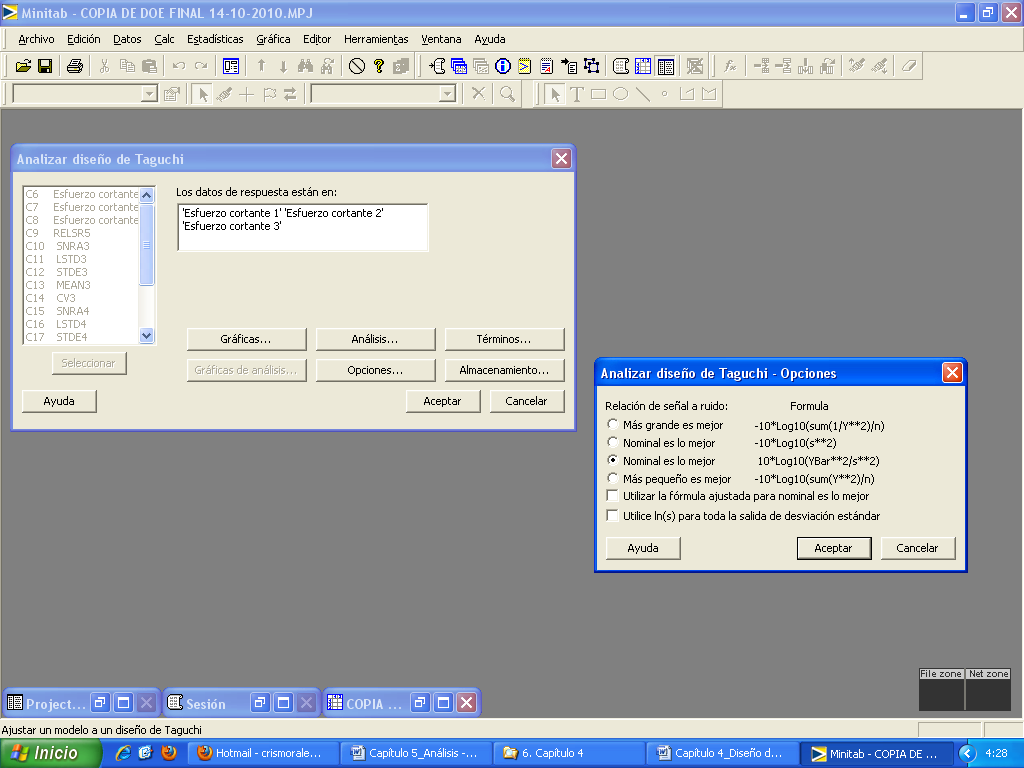 Minitab - COPIA DE DOE FINAL 14-10-2010.MPJ
Archivo Edición Datos Calc Estadísticas Gráfica Editor Herramientas Ventana Ayuda
Analizar diseño de Taguchi
C6 Esfuerzo cortante
C7 Esfuerzo cortante
C8 Esfuerzo cortante
C9 RELSR5
C10 SNRA3
C11 LSTD3
C12 STDE3
C13 MEAN3
C14 CV3
C15 SNRA4
C16 LSTD4
C17 STDE4
Los datos de respuesta están en:
'Esfuerzo cortante 1' 'Esfuerzo cortante 2'
'Esfuerzo cortante 3'
Gráficas... Análisis... Términos...
Seleccionar
Gráficas de análisis... Opciones... Almacenamiento...
Ayuda Aceptar Cancelar
Analizar diseño de Taguchi - Opciones
Relación de señal a ruido: Formula
Más grande es mejor -10*Log10(sum(1/Y**2)/n)
Nominal es lo mejor -10*Log10(s**2)
Nominal es lo mejor 10*Log10(YBar**2/s**2)
Más pequeño es mejor -10*Log10(sum(Y**2)/n)
Utilizar la fórmula ajustada para nominal es lo mejor
Utilice ln(s) para toda la salida de desviación estándar
Ayuda Aceptar Cancelar
File zone Net zone
Project... Sesión COPIA ...
Ajustar un modelo a un diseño de Taguchi
Inicio Hotmail - crismorale... Capítulo 5_Análisis -... 6. Capítulo 4 Capítulo 4_Diseño d... Minitab - COPIA DE ... 4:28